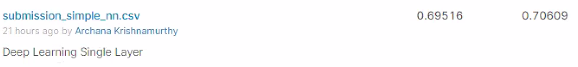 submission_simple_nn.csv 0.69516 0.70609
21 hours ago by Archana Krishnamurthy
Deep Learning Single Layer